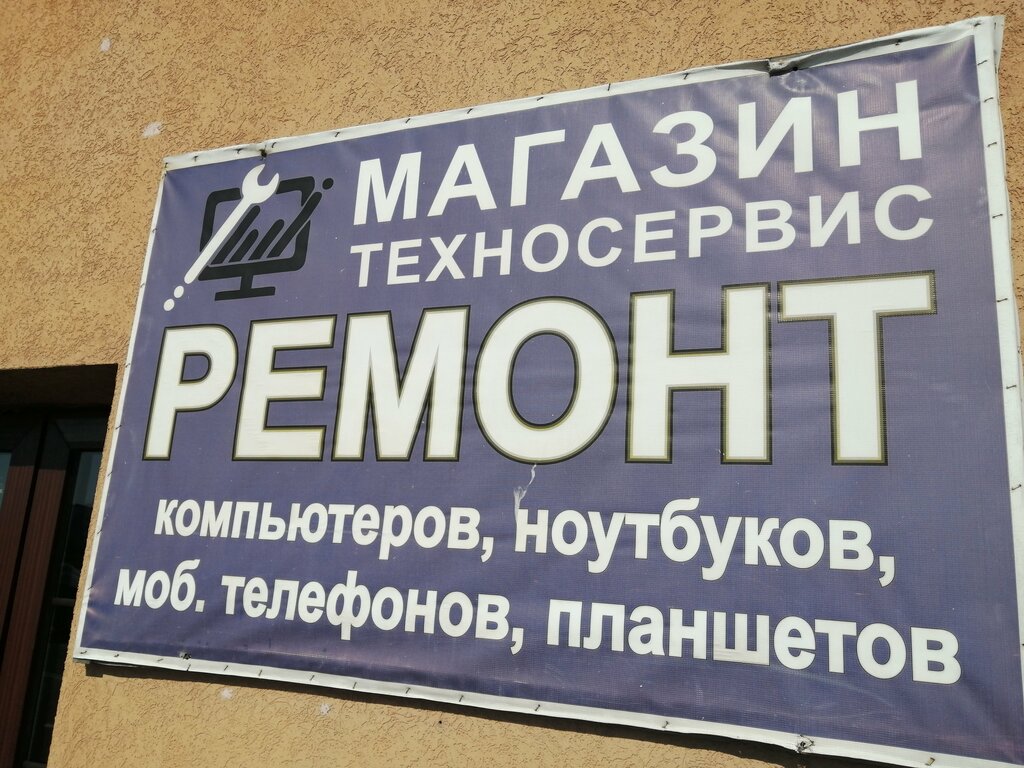 МАГАЗИН
ТЕХНОСЕРВИС
РЕМОНТ
компьютеров, ноутбуков,
моб. телефонов, планшетов